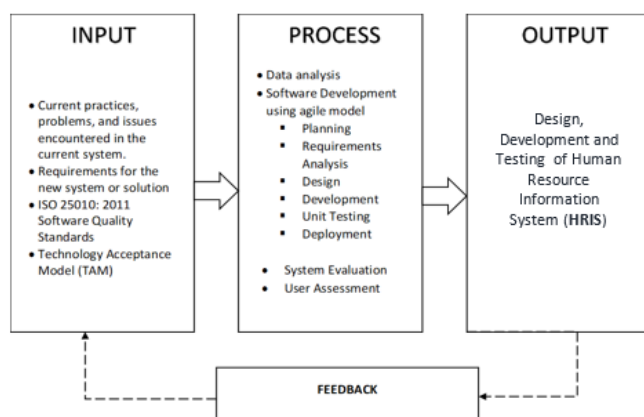 INPUT
• Current practices,
problems, and issues
encountered in the
current system.
• Requirements for the
new system or solution
• ISO 25010: 2011
Software Quality
Standards
• Technology Acceptance
Model (TAM)
PROCESS
• Data analysis
• Software Development
using agile model
▪ Planning
▪ Requirements
Analysis
▪ Design
▪ Development
▪ Unit Testing
▪ Deployment
• System Evaluation
• User Assessment
OUTPUT
Design,
Development and
Testing of Human
Resource
Information
System (HRIS)
FEEDBACK